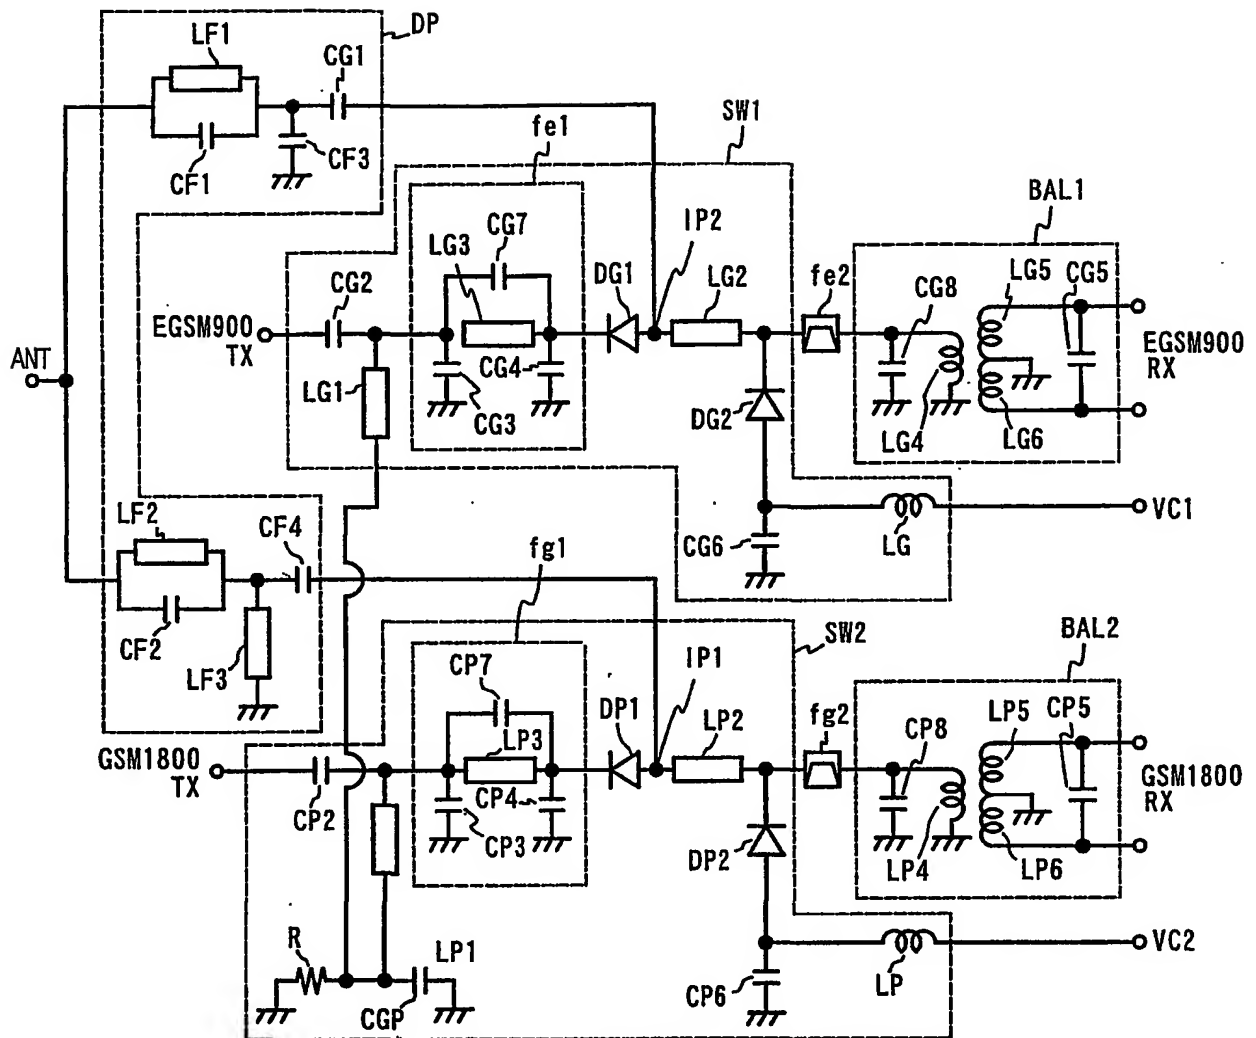 DP
LF1
CG1
CF1
CF3
fe1
SW1
IP2
BAL1
CG7
LG3
DG1
LG2
fe2
CG8
LG5
CG5
CG2
EGSM900
TX
EGSM900
RX
ANT
LG1
CG4
CG3
DG2
LG4
LG6
LF2
CF4
CG6
LG
VC1
fg1
CF2
LF3
SW2
BAL2
IP1
CP7
DP1
LP2
fg2
CP8
LP5
CP5
GSM1800
TX
LP3
GSM1800
RX
CP2
CP4
CP3
DP2
LP4
LP6
R
LP1
CGP
CP6
LP
VC2